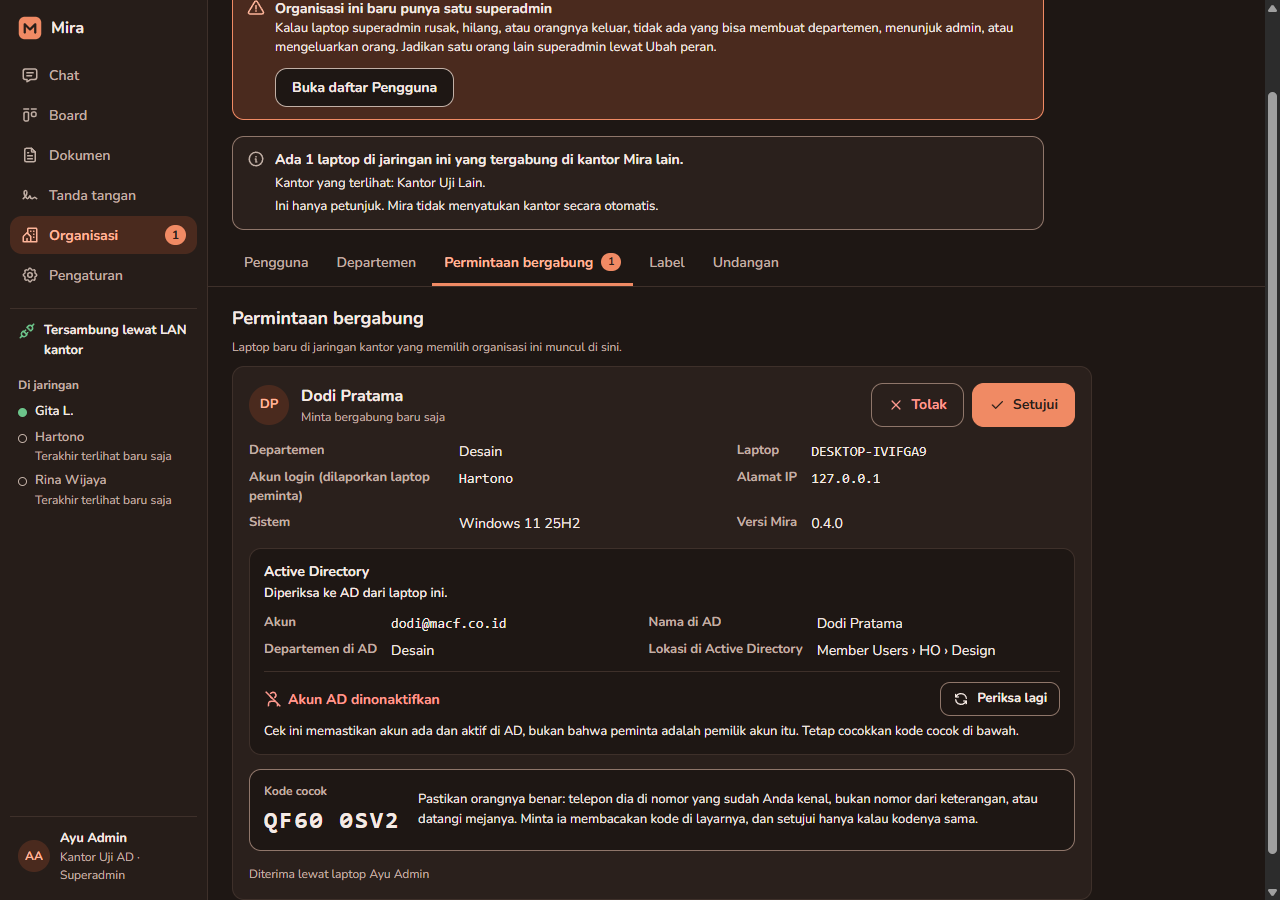 Mira
Chat
Board
Dokumen
Tanda tangan
Organisasi
1
Pengaturan
Tersambung lewat LAN
kantor
Di jaringan
Gita L.
Hartono
Terakhir terlihat baru saja
Rina Wijaya
Terakhir terlihat baru saja
AA
Ayu Admin
Kantor Uji AD ·
Superadmin
Organisasi ini baru punya satu superadmin
Kalau laptop superadmin rusak, hilang, atau orangnya keluar, tidak ada yang bisa membuat departemen, menunjuk admin, atau
mengeluarkan orang. Jadikan satu orang lain superadmin lewat Ubah peran.
Buka daftar Pengguna
Ada 1 laptop di jaringan ini yang tergabung di kantor Mira lain.
Kantor yang terlihat: Kantor Uji Lain.
Ini hanya petunjuk. Mira tidak menyatukan kantor secara otomatis.
Pengguna Departemen Permintaan bergabung 1 Label Undangan
Permintaan bergabung
Laptop baru di jaringan kantor yang memilih organisasi ini muncul di sini.
DP
Dodi Pratama
Minta bergabung baru saja
Tolak
Setujui
Departemen Desain Laptop DESKTOP-IVIFGA9
Akun login (dilaporkan laptop
peminta) Hartono Alamat IP 127.0.0.1
Sistem Windows 11 25H2 Versi Mira 0.4.0
Active Directory
Diperiksa ke AD dari laptop ini.
Akun dodi@macf.co.id Nama di AD Dodi Pratama
Departemen di AD Desain Lokasi di Active Directory Member Users › HO › Design
Akun AD dinonaktifkan
Periksa lagi
Cek ini memastikan akun ada dan aktif di AD, bukan bahwa peminta adalah pemilik akun itu. Tetap cocokkan kode cocok di bawah.
Kode cocok
QF60 0SV2
Pastikan orangnya benar: telepon dia di nomor yang sudah Anda kenal, bukan nomor dari keterangan, atau
datangi mejanya. Minta ia membacakan kode di layarnya, dan setujui hanya kalau kodenya sama.
Diterima lewat laptop Ayu Admin